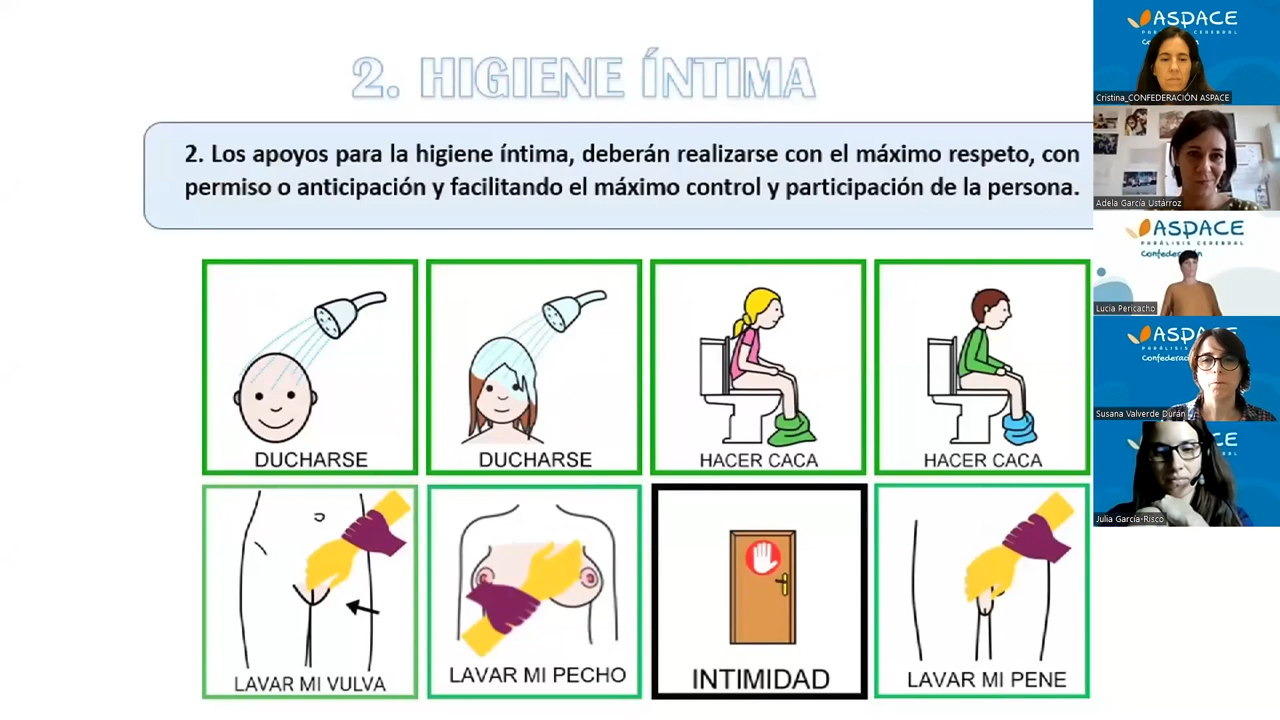 2. HIGIENE ÍNTIMA
2. Los apoyos para la higiene íntima, deberán realizarse con el máximo respeto, con
permiso o anticipación y facilitando el máximo control y participación de la persona.
DUCHARSE
DUCHARSE
HACER CACA
HACER CACA
LAVAR MI VULVA
LAVAR MI PECHO
INTIMIDAD
LAVAR MI PENE
ASPACE
Cristina_CONFEDERACIÓN ASPACE
Adela García Ustárroz
ASPACE
PARÁLISIS CEREBRAL
Confederación
Lucía Pericacho
ASPACE
Susana Valverde Durán
Julia García-Risco